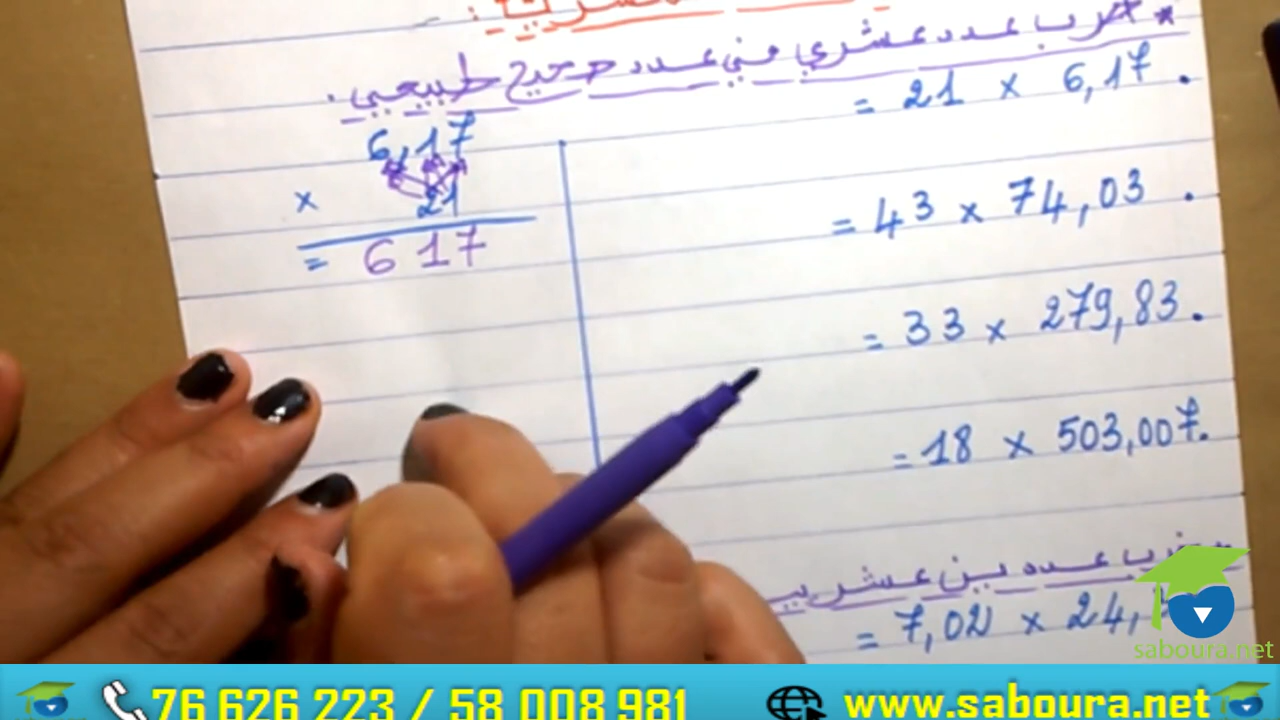 * ضرب عدد عشري في عدد صحيح طبيعي.
= 21 × 6,17 .
= 43 × 74,03 .
= 33 × 279,83 .
= 18 × 503,007 .
6,17
× 21
= 617
ضرب عددين عشريين
= 7,02 × 24,
saboura.net
76 626 223 / 58 008 981
www.saboura.net